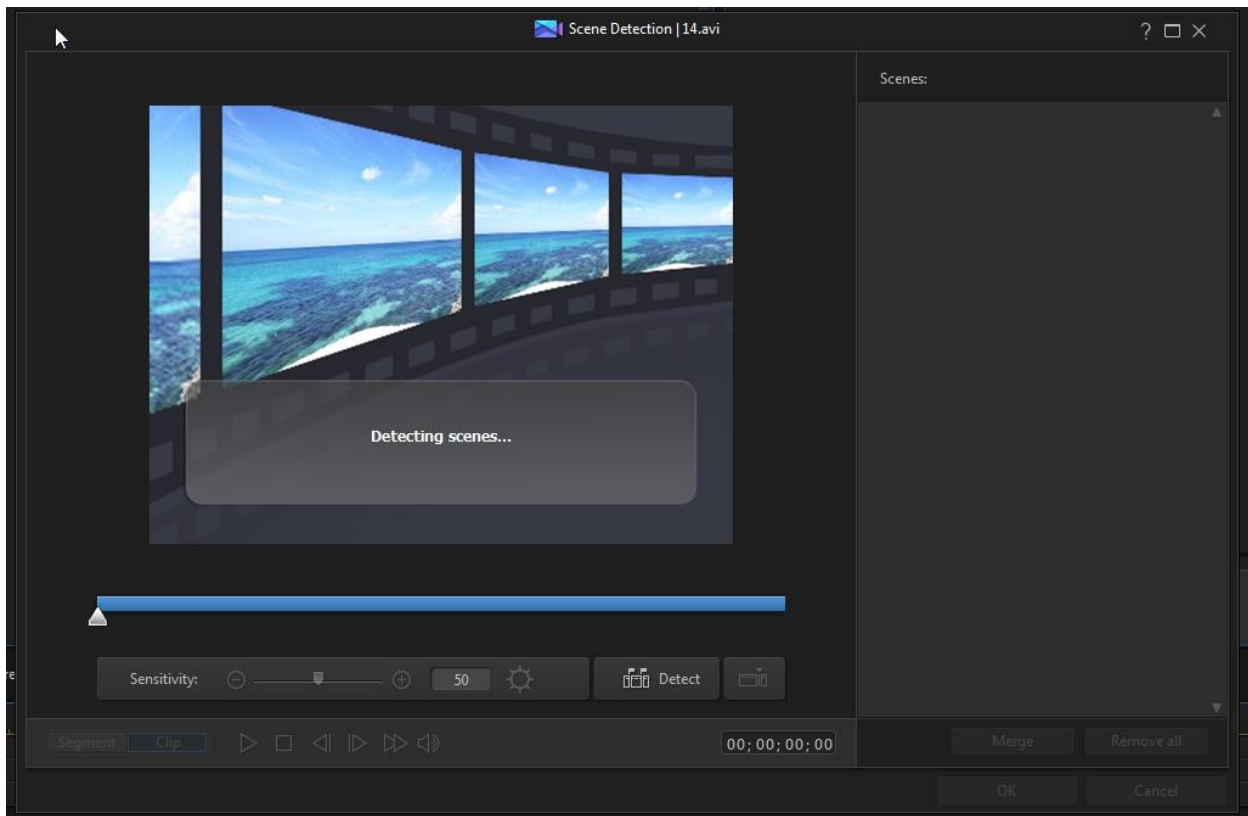 Scene Detection | 14.avi
?
Scenes:
Detecting scenes...
Sensitivity: 50 Detect
Segment Clip 00;00;00;00 Merge Remove all
OK Cancel